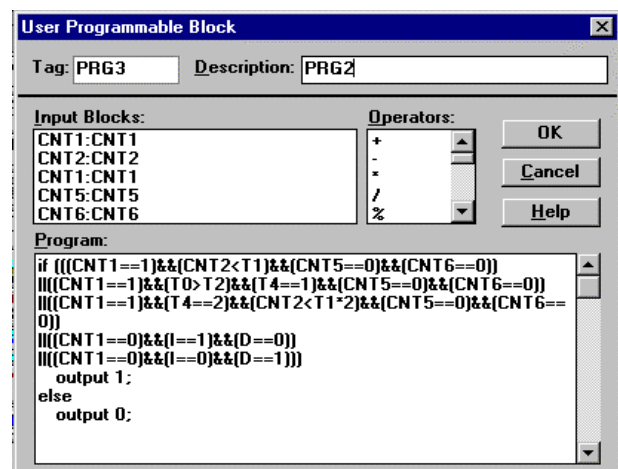 User Programmable Block
Tag: PRG3 Description: PRG2
Input Blocks:
CNT1:CNT1
CNT2:CNT2
CNT1:CNT1
CNT5:CNT5
CNT6:CNT6
Operators:
+
-
*
/
%
OK
Cancel
Help
Program:
if (((CNT1==1)&&(CNT2<T1)&&(CNT5==0)&&(CNT6==0))
||((CNT1==1)&&(T0>T2)&&(T4==1)&&(CNT5==0)&&(CNT6==0))
||((CNT1==1)&&(T4==2)&&(CNT2<T1*2)&&(CNT5==0)&&(CNT6==
0))
||((CNT1==0)&&(I==1)&&(D==0))
||((CNT1==0)&&(I==0)&&(D==1)))
output 1;
else
output 0;